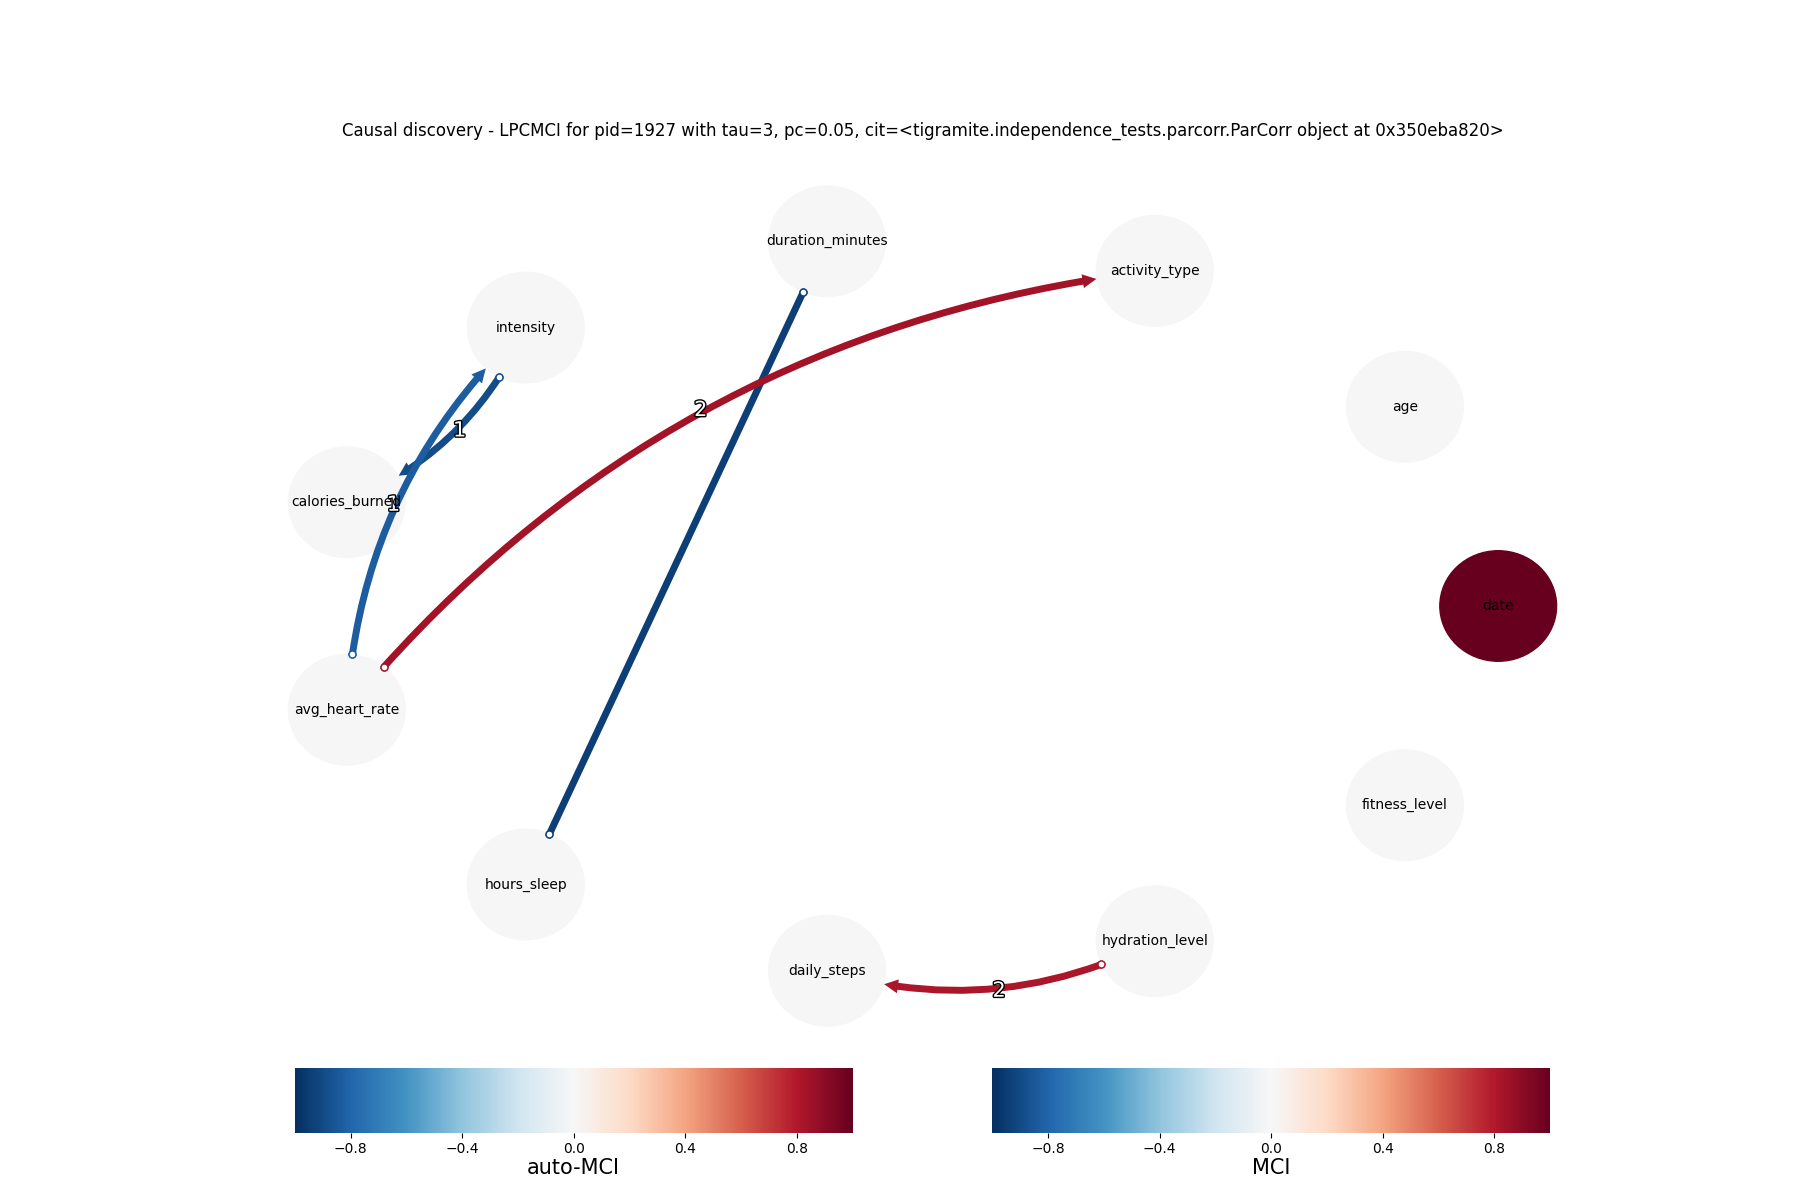 Causal discovery - LPCMCI for pid=1927 with tau=3, pc=0.05, cit=<tigramite.independence_tests.parcorr.ParCorr object at 0x350eba820>
duration_minutes
activity_type
intensity
age
2
1
calories_burned
1
date
avg_heart_rate
fitness_level
hours_sleep
hydration_level
daily_steps
2
−0.8 −0.4 0.0 0.4 0.8
auto-MCI
−0.8 −0.4 0.0 0.4 0.8
MCI